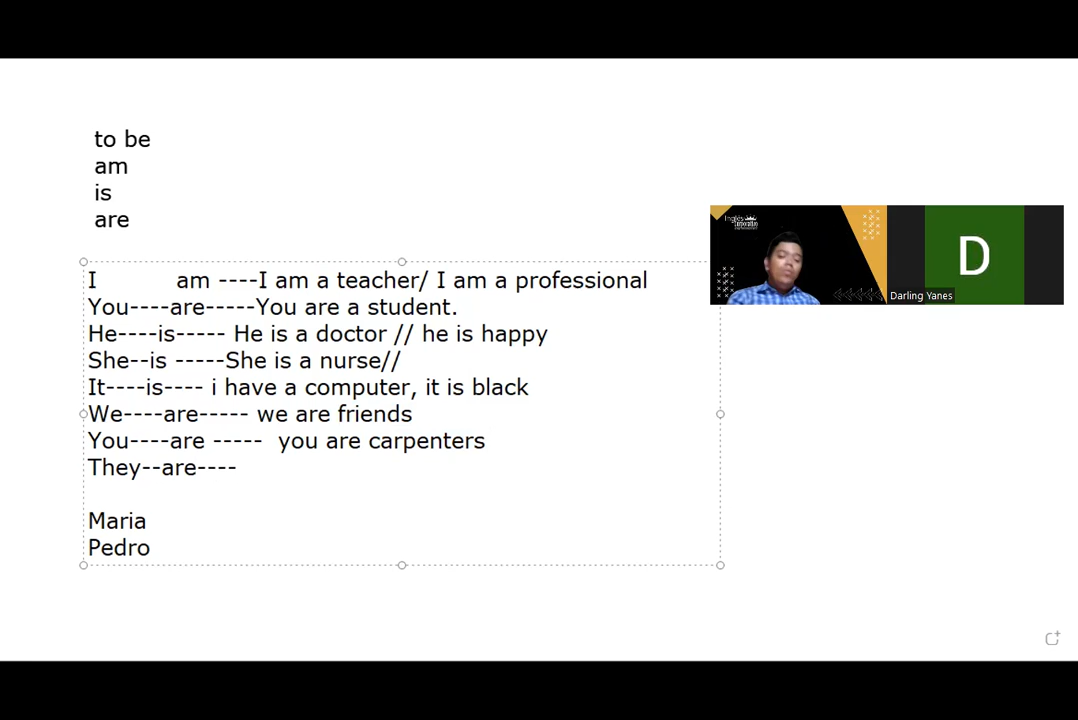 to be
am
is
are
I am ----I am a teacher/ I am a professional
You----are-----You are a student.
He----is----- He is a doctor // he is happy
She--is -----She is a nurse//
It----is---- i have a computer, it is black
We----are----- we are friends
You----are ----- you are carpenters
They--are----
Maria
Pedro
Inglés
D
Darling Yanes